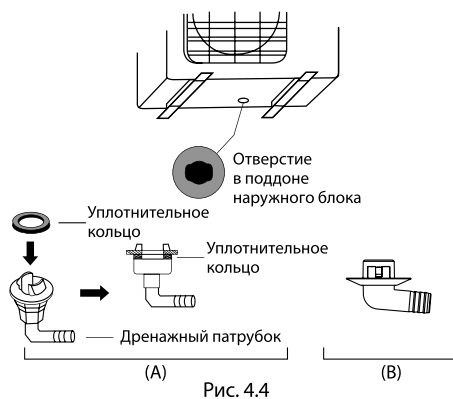 Отверстие
в поддоне
наружного блока
Уплотнительное
кольцо
Уплотнительное
кольцо
Дренажный патрубок
(A)
(B)
Рис. 4.4